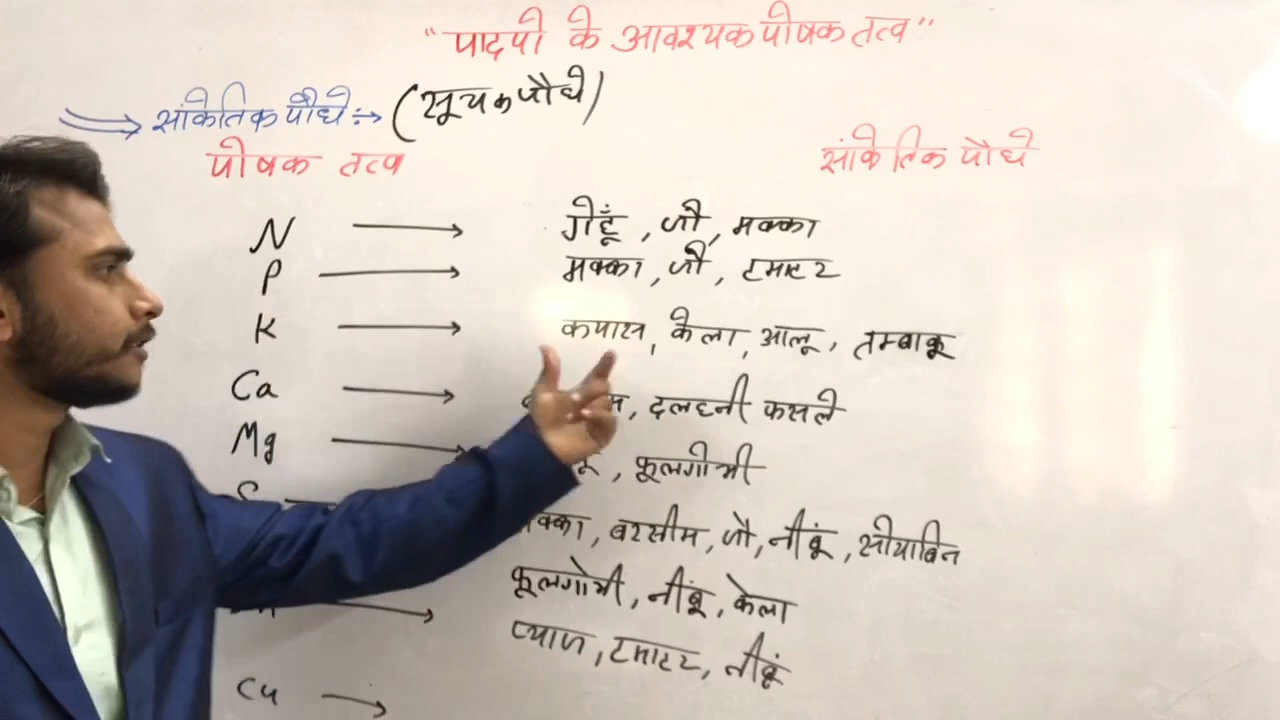 "पादपो के आवश्यक पोषक तत्व"
सांकेतिक पौधे :→ (सूचक पौधे)
पोषक तत्व सांकेतिक पौधे
N → गेहूँ, जौ, मक्का
P → मक्का, जौ, टमाटर
K → कपास, केला, आलू, तम्बाकू
Ca → दलहनी फसले
Mg → , फूलगोभी
मक्का, बरसीम, जौ, नींबू, सोयाबिन
फूलगोभी, नींबू, केला
प्याज, टमाटर, नींबू
Cu →